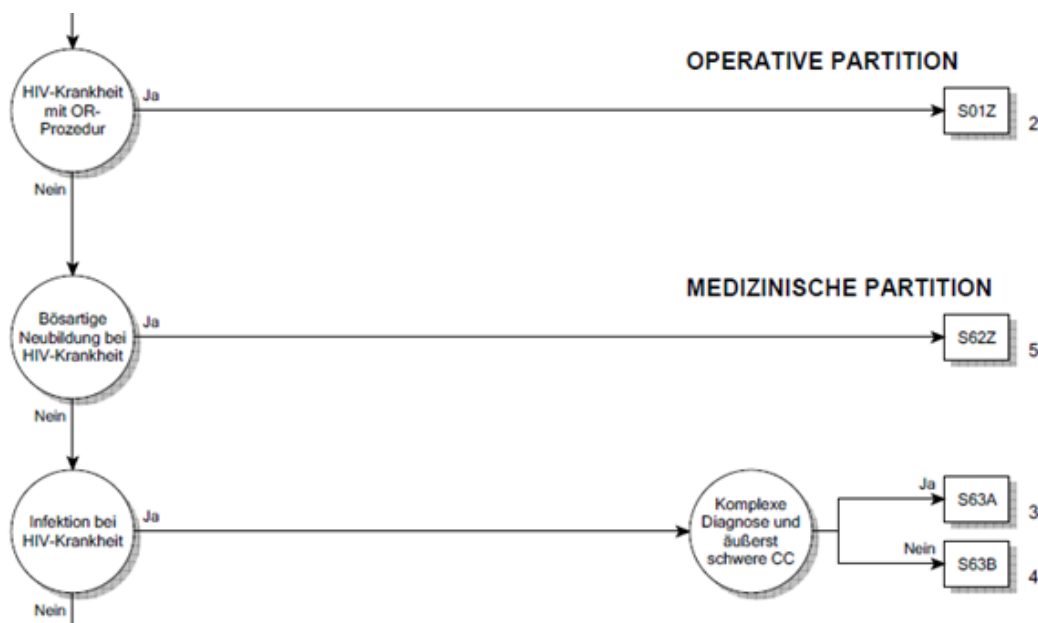 OPERATIVE PARTITION
HIV-Krankheit
mit OR-
Prozedur
Ja
S01Z
2
Nein
MEDIZINISCHE PARTITION
Bösartige
Neubildung bei
HIV-Krankheit
Ja
S62Z
5
Nein
Infektion bei
HIV-Krankheit
Ja
Komplexe
Diagnose und
äußerst
schwere CC
Ja
S63A
3
Nein
S63B
4
Nein